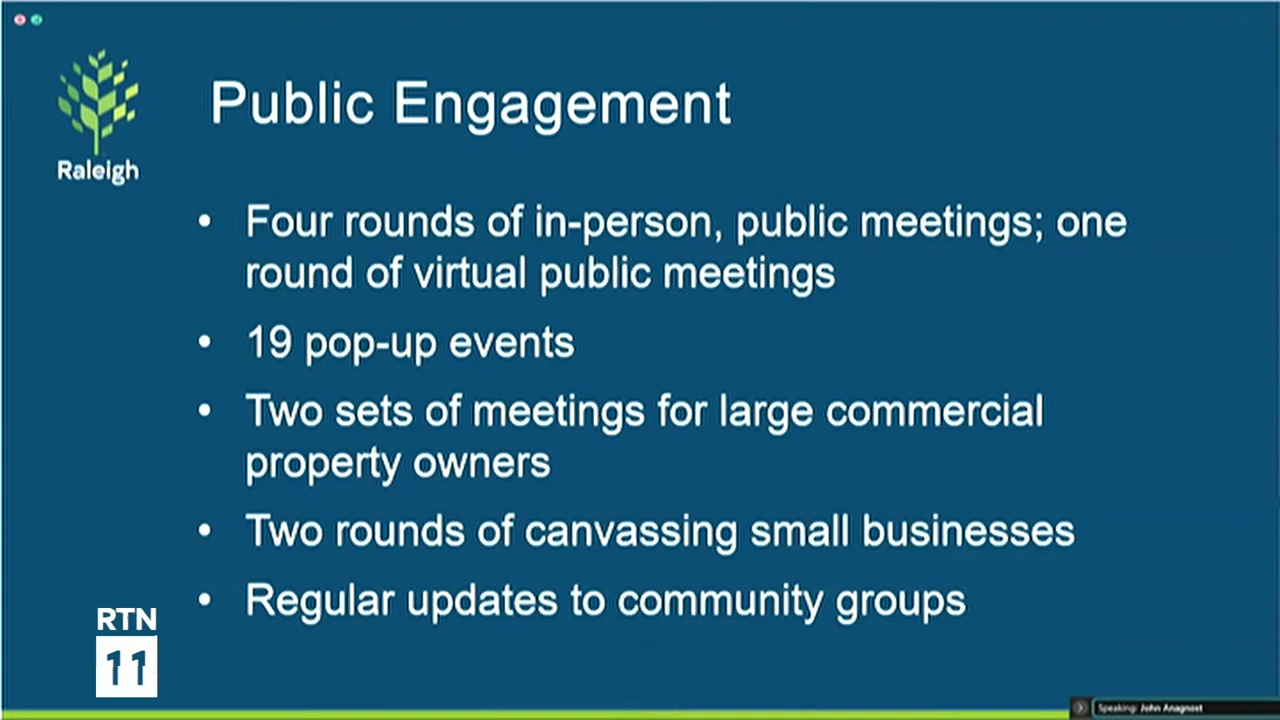 Raleigh
Public Engagement
• Four rounds of in-person, public meetings; one
round of virtual public meetings
• 19 pop-up events
• Two sets of meetings for large commercial
property owners
• Two rounds of canvassing small businesses
• Regular updates to community groups
RTN
11
Speaking: John Anagnost